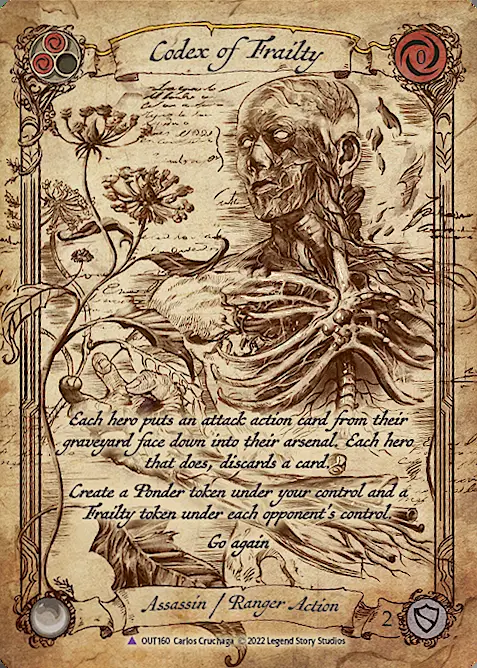 Codex of Frailty
0
Each hero puts an attack action card from their
graveyard face down into their arsenal. Each hero
that does, discards a card.
Create a Ponder token under your control and a
Frailty token under each opponent's control.
Go again
Assassin / Ranger Action
2
OUT160 Carlos Cruchaga © 2022 Legend Story Studios